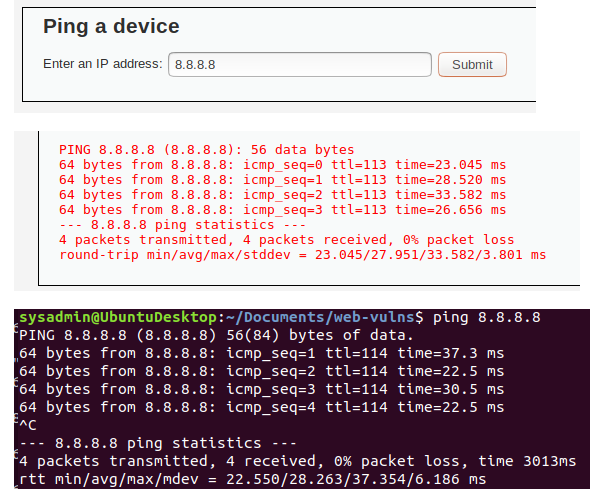 Ping a device
Enter an IP address: 8.8.8.8 Submit
PING 8.8.8.8 (8.8.8.8): 56 data bytes
64 bytes from 8.8.8.8: icmp_seq=0 ttl=113 time=23.045 ms
64 bytes from 8.8.8.8: icmp_seq=1 ttl=113 time=28.520 ms
64 bytes from 8.8.8.8: icmp_seq=2 ttl=113 time=33.582 ms
64 bytes from 8.8.8.8: icmp_seq=3 ttl=113 time=26.656 ms
--- 8.8.8.8 ping statistics ---
4 packets transmitted, 4 packets received, 0% packet loss
round-trip min/avg/max/stddev = 23.045/27.951/33.582/3.801 ms
sysadmin@UbuntuDesktop:~/Documents/web-vulns$ ping 8.8.8.8
PING 8.8.8.8 (8.8.8.8) 56(84) bytes of data.
64 bytes from 8.8.8.8: icmp_seq=1 ttl=114 time=37.3 ms
64 bytes from 8.8.8.8: icmp_seq=2 ttl=114 time=22.5 ms
64 bytes from 8.8.8.8: icmp_seq=3 ttl=114 time=30.5 ms
64 bytes from 8.8.8.8: icmp_seq=4 ttl=114 time=22.5 ms
^C
--- 8.8.8.8 ping statistics ---
4 packets transmitted, 4 received, 0% packet loss, time 3013ms
rtt min/avg/max/mdev = 22.550/28.263/37.354/6.186 ms